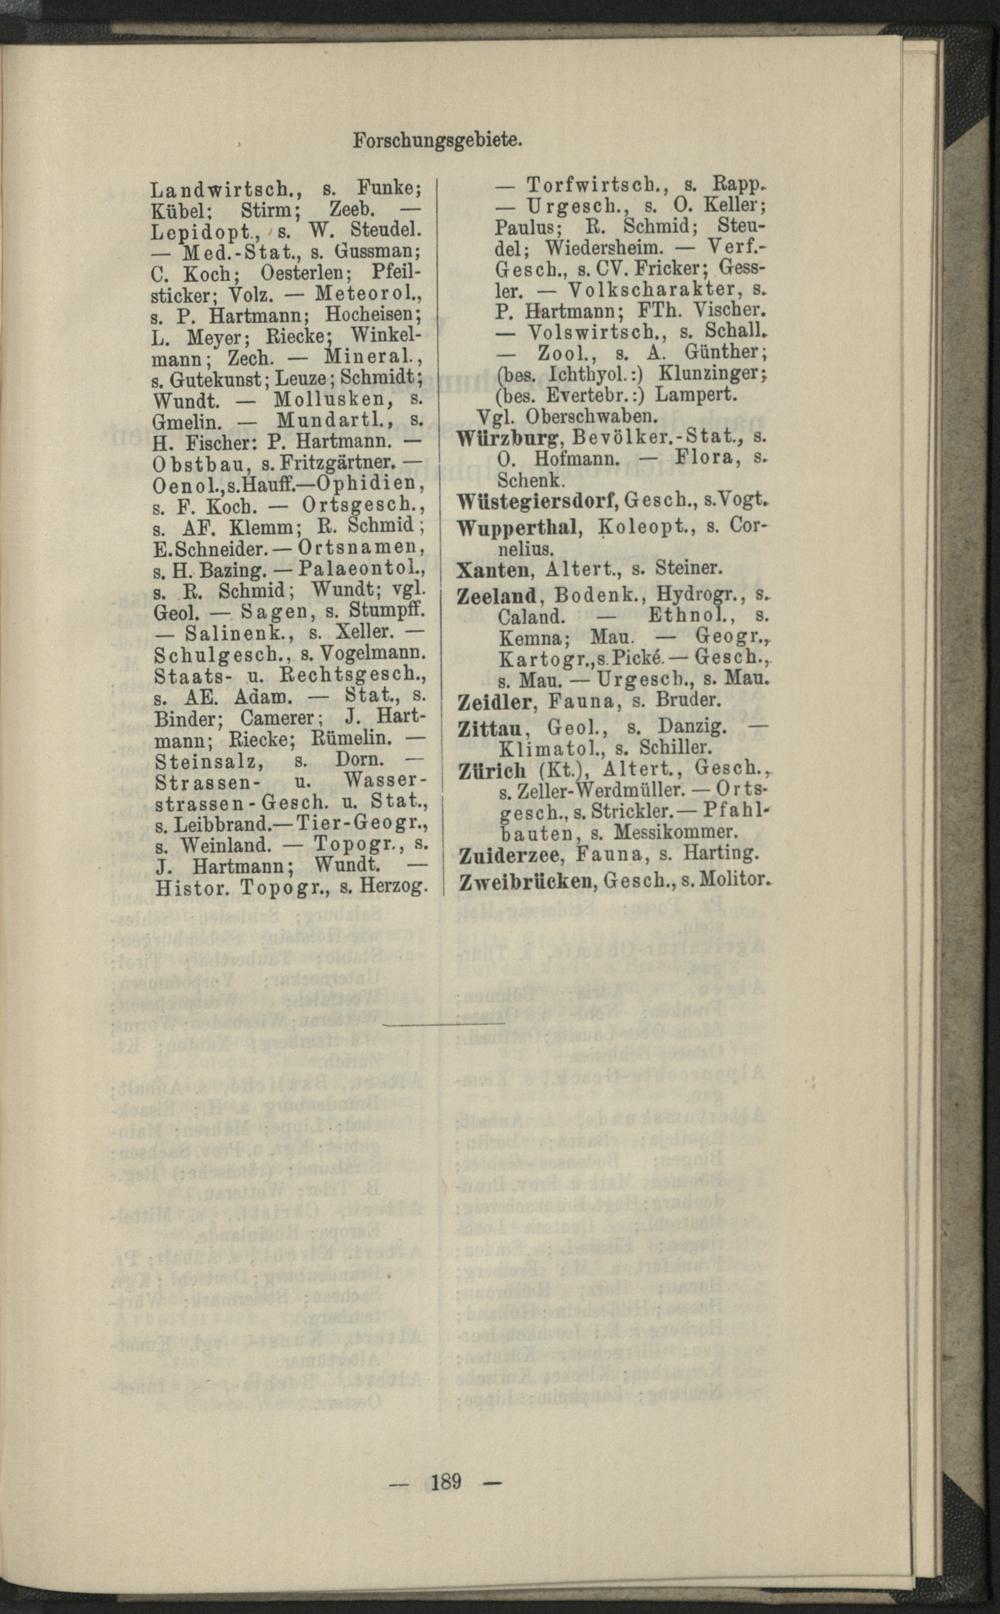 Forschungsgebiete.
Landwirtsch., s. Funke;
Kübel; Stirm; Zeeb. —
Lepidopt., s. W. Steudel.
— Med.-Stat., s. Gussman;
C. Koch; Oesterlen; Pfeil-
sticker; Volz. — Meteorol.,
s. P. Hartmann; Hocheisen;
L. Meyer; Riecke; Winkel-
mann; Zech. — Mineral.,
s. Gutekunst; Leuze; Schmidt;
Wundt. — Mollusken, s.
Gmelin. — Mundartl., s.
H. Fischer: P. Hartmann. —
Obstbau, s. Fritzgärtner. —
Oenol., s. Hauff. — Ophidien,
s. F. Koch. — Ortsgesch.,
s. AF. Klemm; R. Schmid;
E. Schneider. — Ortsnamen,
s. H. Bazing. — Palaeontol.,
s. R. Schmid; Wundt; vgl.
Geol. — Sagen, s. Stumpff.
— Salinenk., s. Xeller. —
Schulgesch., s. Vogelmann.
Staats- u. Rechtsgesch.,
s. AE. Adam. — Stat., s.
Binder; Camerer; J. Hart-
mann; Riecke; Rümelin. —
Steinsalz, s. Dorn. —
Strassen- u. Wasser-
strassen-Gesch. u. Stat.,
s. Leibbrand. — Tier-Geogr.,
s. Weinland. — Topogr., s.
J. Hartmann; Wundt. —
Histor. Topogr., s. Herzog.
— Torfwirtsch., s. Rapp.
— Urgesch., s. O. Keller;
Paulus; R. Schmid; Steu-
del; Wiedersheim. — Verf.-
Gesch., s. CV. Fricker; Gess-
ler. — Volkscharakter, s.
P. Hartmann; FTh. Vischer.
— Volswirtsch., s. Schall.
— Zool., s. A. Günther;
(bes. Ichthyol.:) Klunzinger;
(bes. Evertebr.:) Lampert.
Vgl. Oberschwaben.
Würzburg, Bevölker.-Stat., s.
O. Hofmann. — Flora, s.
Schenk.
Wüstegiersdorf, Gesch., s. Vogt.
Wupperthal, Koleopt., s. Cor-
nelius.
Xanten, Altert., s. Steiner.
Zeeland, Bodenk., Hydrogr., s.
Caland. — Ethnol., s.
Kemna; Mau. — Geogr.,
Kartogr., s. Pické. — Gesch.,
s. Mau. — Urgesch., s. Mau.
Zeidler, Fauna, s. Bruder.
Zittau, Geol., s. Danzig. —
Klimatol., s. Schiller.
Zürich (Kt.), Altert., Gesch.,
s. Zeller-Werdmüller. — Orts-
gesch., s. Strickler. — Pfahl-
bauten, s. Messikommer.
Zuiderzee, Fauna, s. Harting.
Zweibrücken, Gesch., s. Molitor.
— 189 —